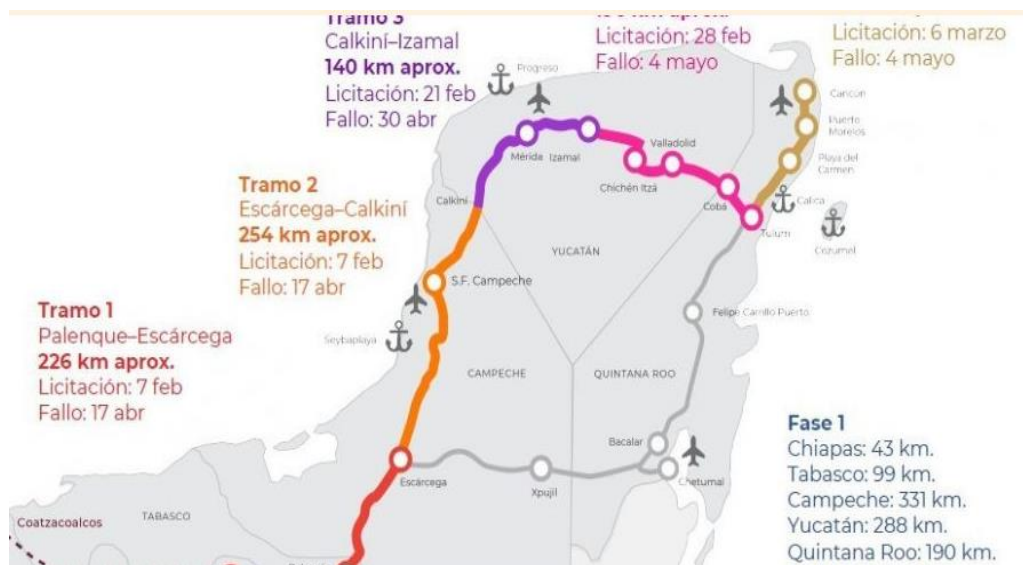 Tramo 3
Calkiní–Izamal
140 km aprox.
Licitación: 21 feb
Fallo: 30 abr
Licitación: 28 feb
Fallo: 4 mayo
Licitación: 6 marzo
Fallo: 4 mayo
Progreso
Cancún
Puerto
Morelos
Playa del
Carmen
Mérida
Izamal
Valladolid
Chichén Itzá
Cobá
Calica
Tulum
Cozumel
Tramo 2
Escárcega–Calkiní
254 km aprox.
Licitación: 7 feb
Fallo: 17 abr
Calkiní
YUCATÁN
S.F. Campeche
Tramo 1
Palenque–Escárcega
226 km aprox.
Licitación: 7 feb
Fallo: 17 abr
Seybaplaya
Felipe Carrillo Puerto
CAMPECHE
QUINTANA ROO
Bacalar
Chetumal
Escárcega
Xpujil
Fase 1
Chiapas: 43 km.
Tabasco: 99 km.
Campeche: 331 km.
Yucatán: 288 km.
Quintana Roo: 190 km.
TABASCO
Coatzacoalcos